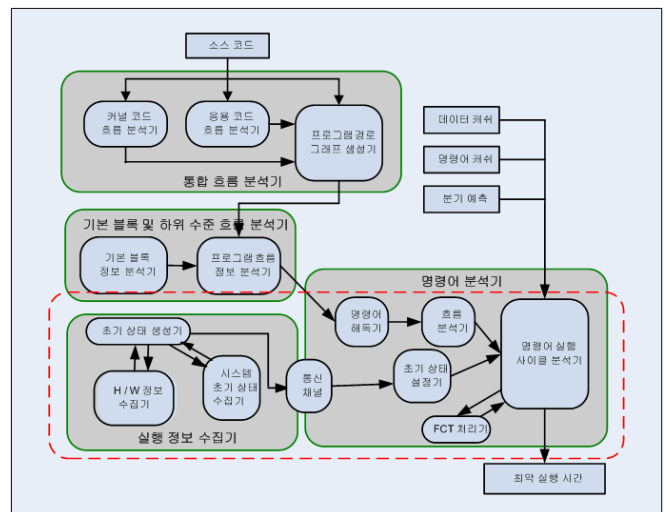 소스 코드
커널 코드
흐름 분석기
응용 코드
흐름 분석기
프로그램경로
그래프 생성기
통합 흐름 분석기
데이터 캐쉬
명령어 캐쉬
분기 예측
기본 블록 및 하위 수준 흐름 분석기
기본 블록
정보 분석기
프로그램흐름
정보 분석기
명령어 분석기
명령어
해독기
흐름
분석기
명령어 실행
사이클 분석기
초기 상태 생성기
H / W 정보
수집기
시스템
초기 상태
수집기
통신
채널
초기 상태
설정기
FCT 처리기
실행 정보 수집기
최악 실행 시간